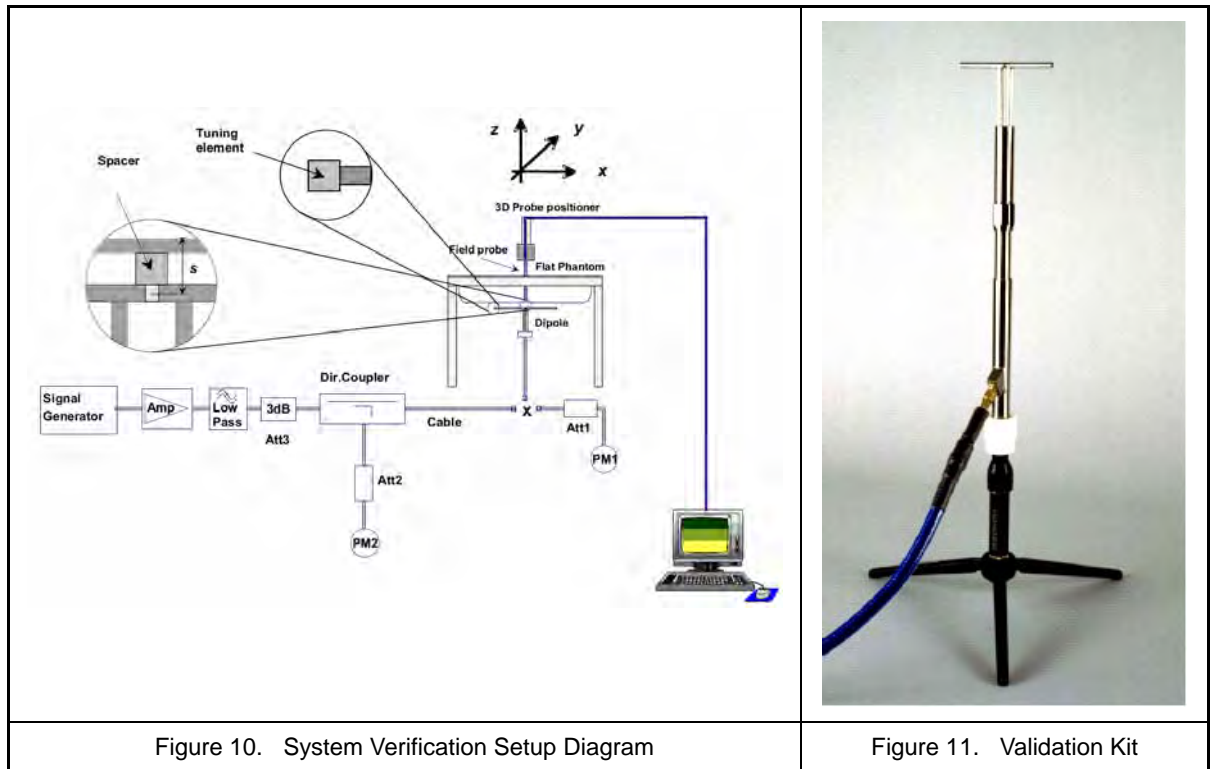 Tuning
element
Spacer
s
z
y
x
3D Probe positioner
Field probe
Flat Phantom
Dipole
Signal
Generator
Amp
Low
Pass
3dB
Att3
Dir.Coupler
Cable
x
Att1
PM1
Att2
PM2
Figure 10. System Verification Setup Diagram
Figure 11. Validation Kit